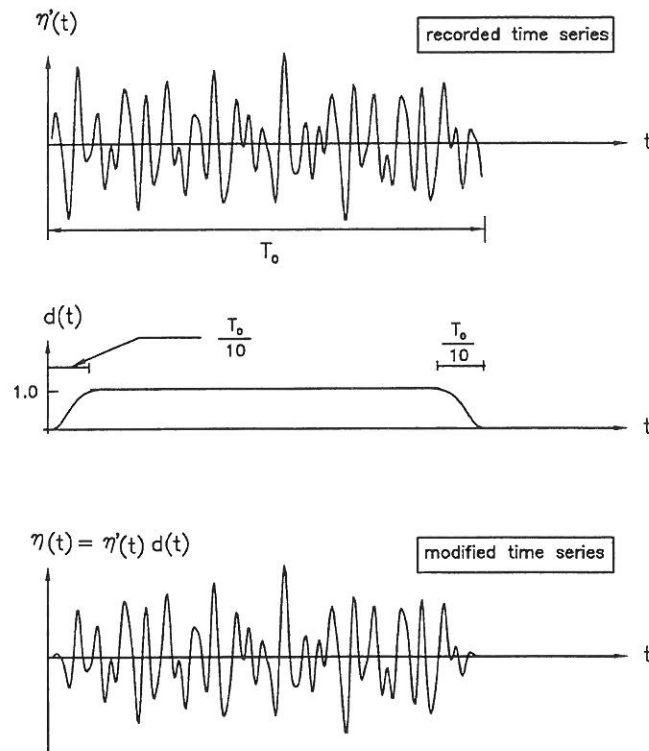 η'(t)
recorded time series
t
T₀
d(t)
T₀
10
T₀
10
1.0
t
η(t) = η'(t) d(t)
modified time series
t